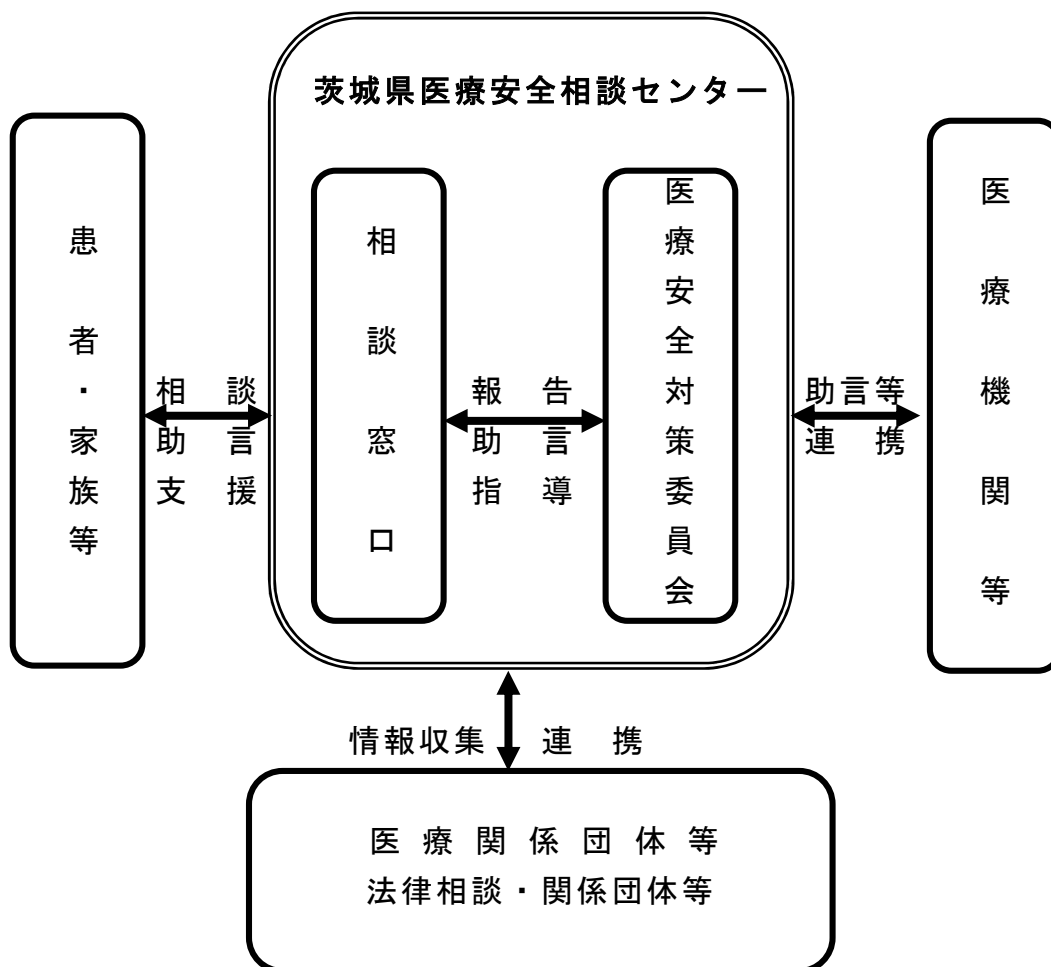 茨城県医療安全相談センター
患者・家族等
相談
助言
支援
相談窓口
報告
助言
指導
医療安全対策委員会
助言等
連携
医療機関等
情報収集 連携
医療関係団体等
法律相談・関係団体等